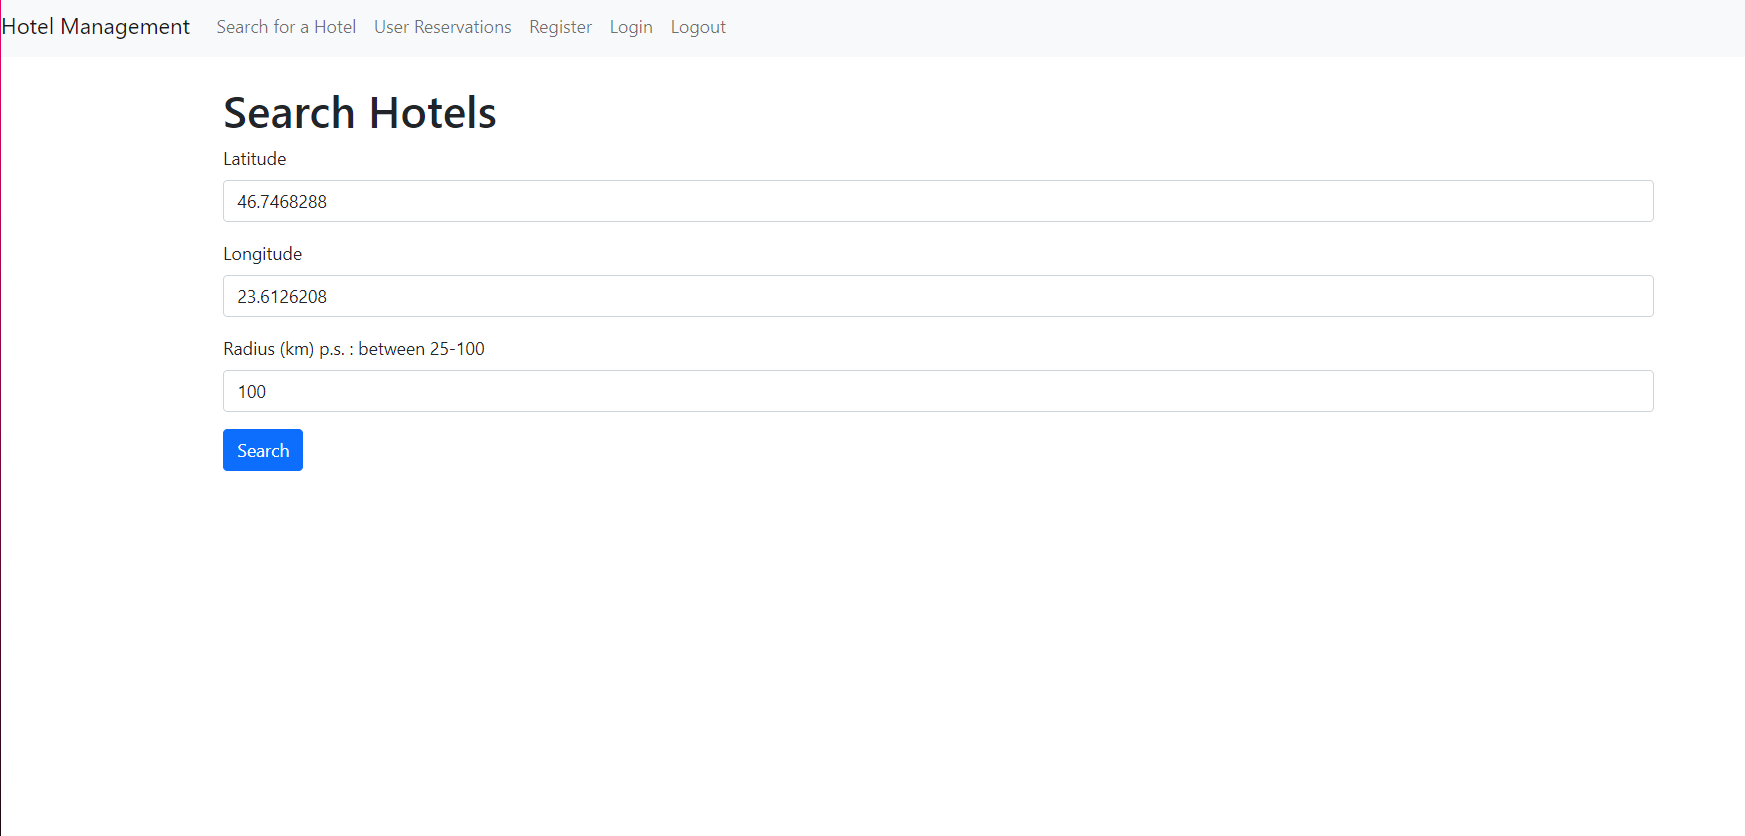 Hotel Management Search for a Hotel User Reservations Register Login Logout
Search Hotels
Latitude
46.7468288
Longitude
23.6126208
Radius (km) p.s. : between 25-100
100
Search